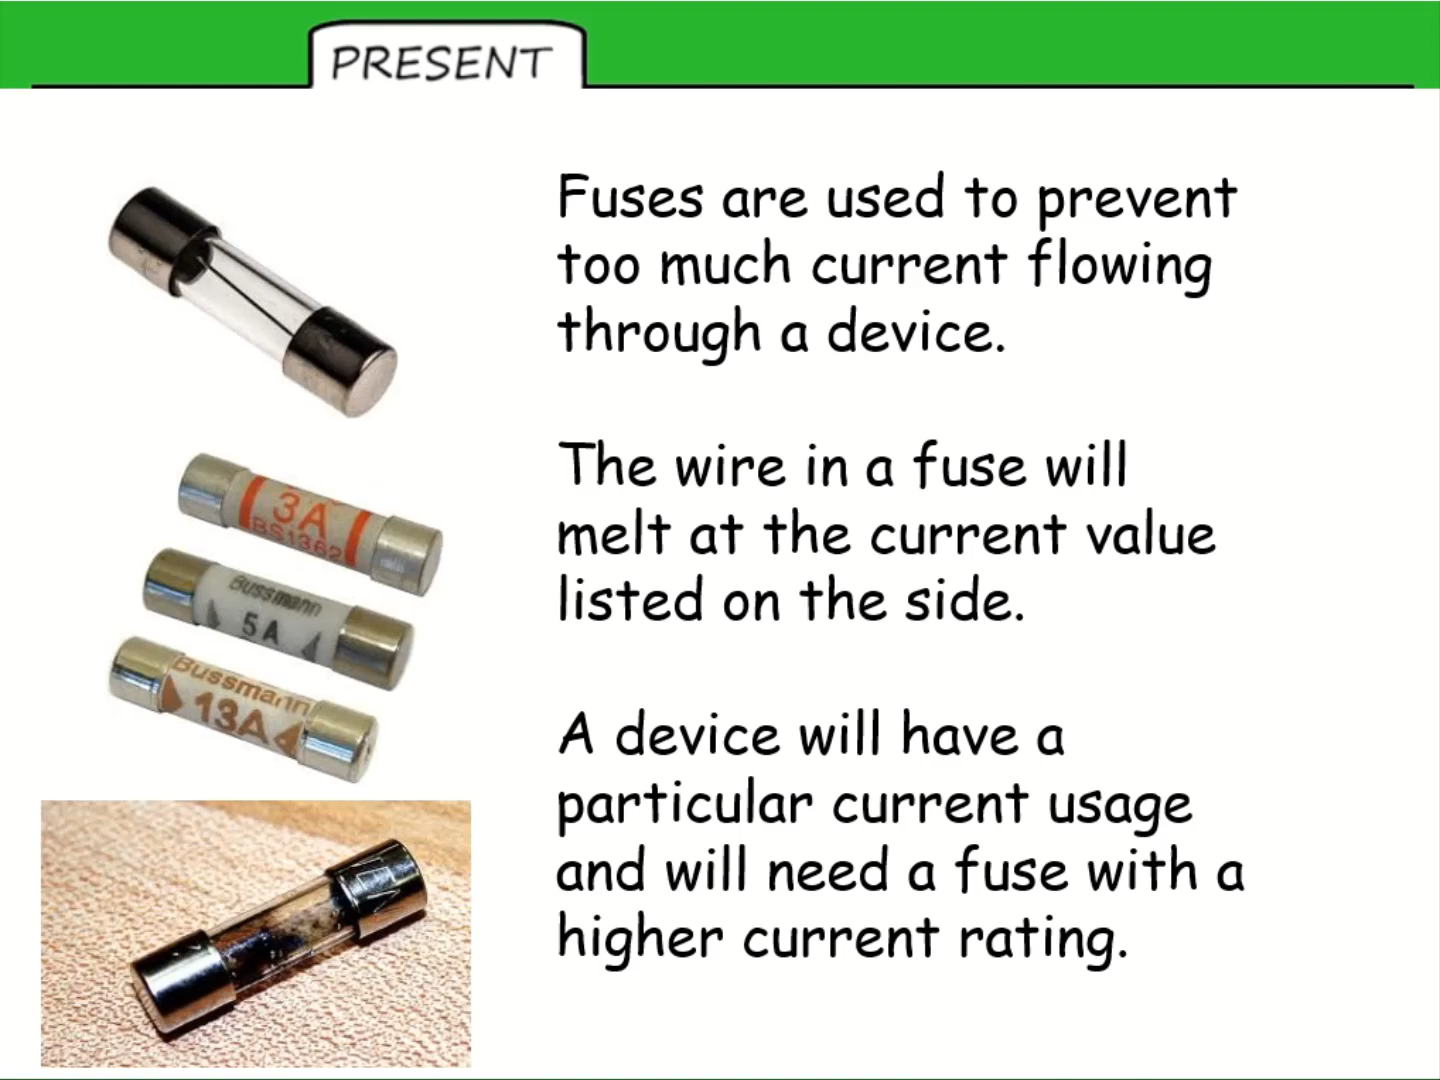 PRESENT
Fuses are used to prevent
too much current flowing
through a device.
The wire in a fuse will
melt at the current value
listed on the side.
A device will have a
particular current usage
and will need a fuse with a
higher current rating.
3A
BS1362
Bussmann
5A
Bussmann
13A